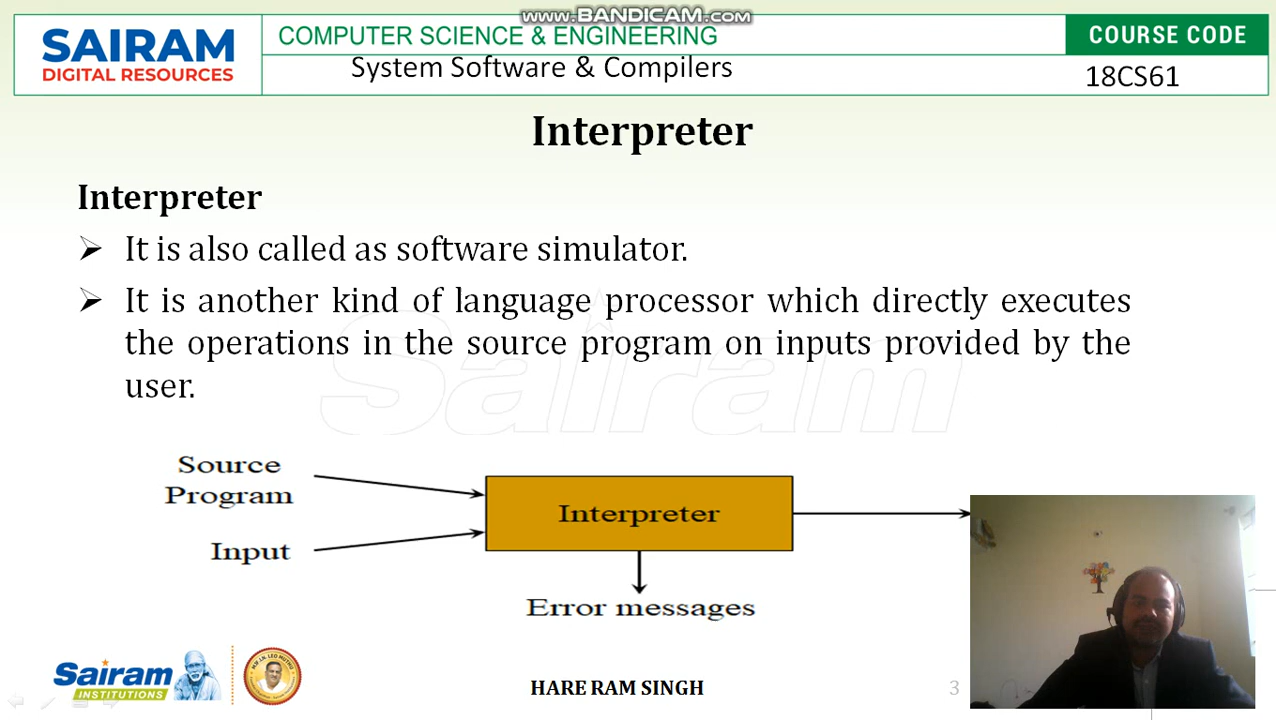 www.BANDICAM.com
SAIRAM
DIGITAL RESOURCES
COMPUTER SCIENCE & ENGINEERING
COURSE CODE
System Software & Compilers
18CS61
Interpreter
Interpreter
➢ It is also called as software simulator.
➢ It is another kind of language processor which directly executes
the operations in the source program on inputs provided by the
user.
Sairam
Source
Program
Input
Interpreter
Error messages
Sairam
INSTITUTIONS
HARE RAM SINGH
3